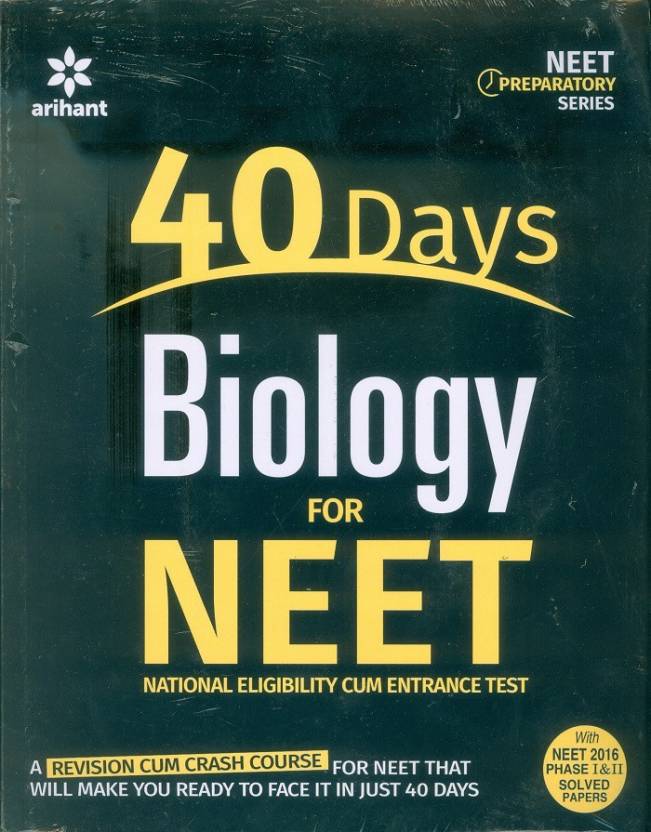 arihant
NEET
PREPARATORY
SERIES
40 Days
Biology
FOR
NEET
NATIONAL ELIGIBILITY CUM ENTRANCE TEST
A REVISION CUM CRASH COURSE FOR NEET THAT
WILL MAKE YOU READY TO FACE IT IN JUST 40 DAYS
With
NEET 2016
PHASE I&II
SOLVED
PAPERS